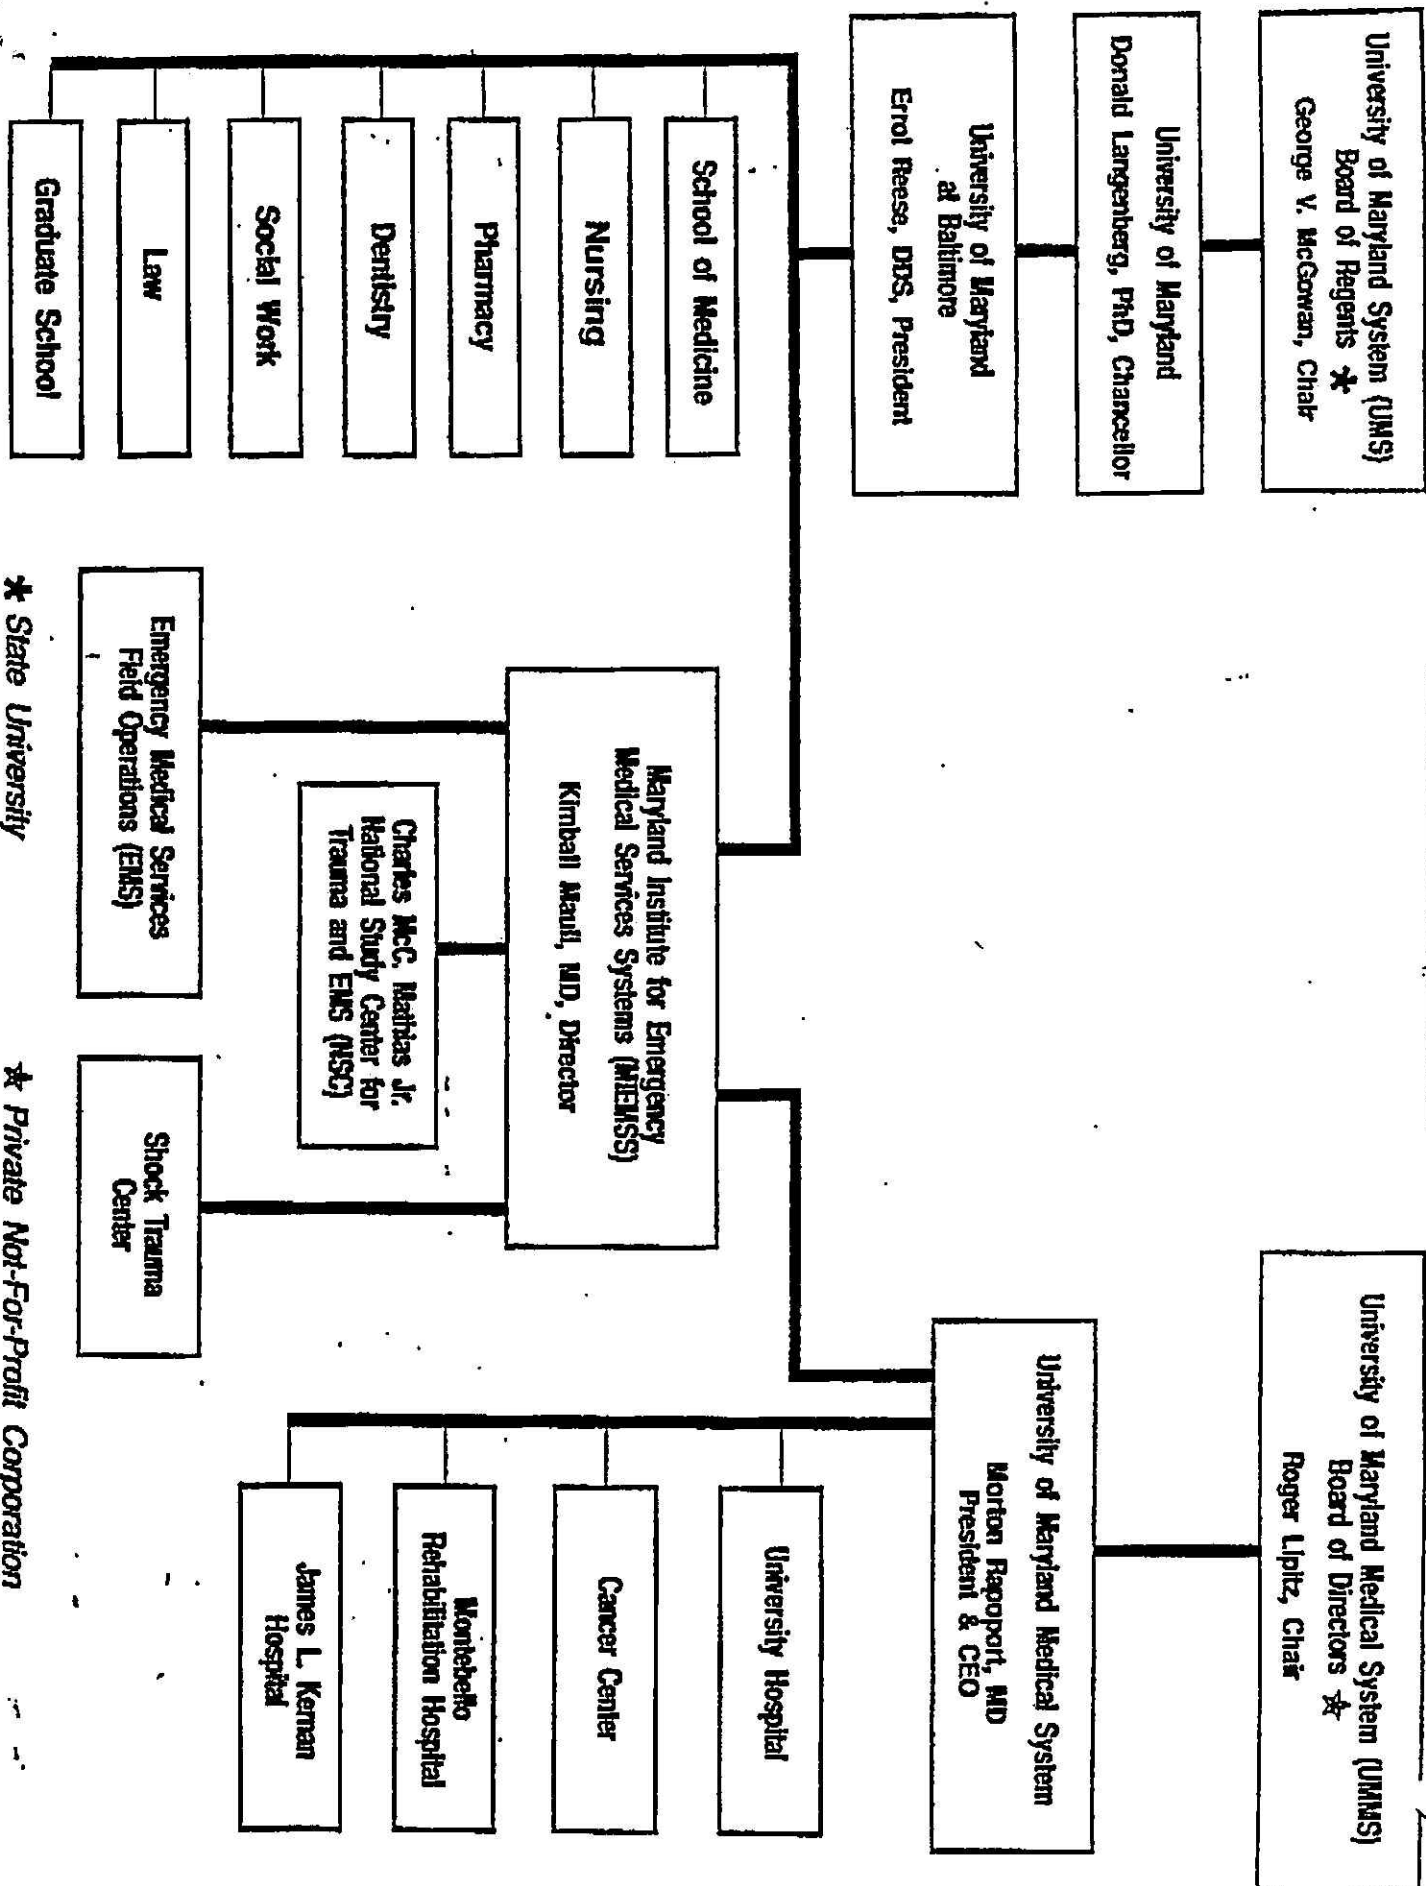 University of Maryland System (UMS)
Board of Regents *
George V. McGowan, Chair
University of Maryland
Donald Langenberg, PhD, Chancellor
University of Maryland
at Baltimore
Errol Reese, DDS, President
School of Medicine
Nursing
Pharmacy
Dentistry
Social Work
Law
Graduate School
University of Maryland Medical System (UMMS)
Board of Directors ☆
Roger Lipitz, Chair
University of Maryland Medical System
Morton Rapoport, MD
President & CEO
University Hospital
Cancer Center
Montebello
Rehabilitation Hospital
James L. Kernan
Hospital
Maryland Institute for Emergency
Medical Services Systems (MIEMSS)
Kimball Maull, MD, Director
Charles McC. Mathias Jr.
National Study Center for
Trauma and EMS (NSC)
Emergency Medical Services
Field Operations (EMS)
Shock Trauma
Center
* State University
☆ Private Not-For-Profit Corporation